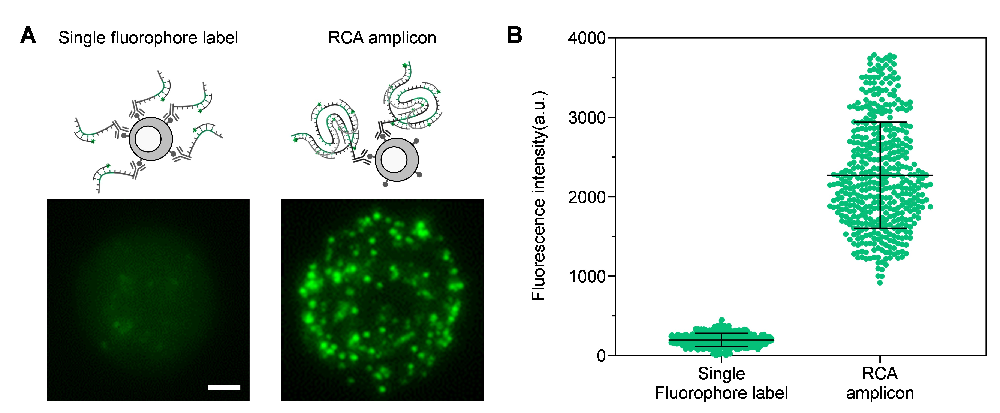 A
Single fluorophore label
RCA amplicon
B
Fluorescence intensity(a.u.)
4000
3000
2000
1000
0
Single
Fluorophore label
RCA
amplicon